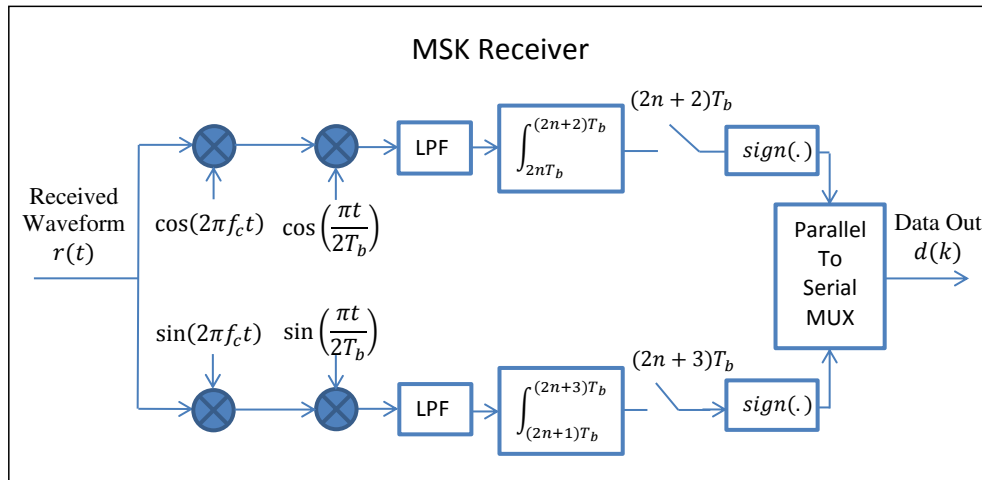 MSK Receiver
(2n + 2)T_b
LPF
∫_{2nT_b}^{(2n+2)T_b}
sign(.)
Received
Waveform
r(t)
cos(2πf_ct)
cos(πt/2T_b)
Parallel
To
Serial
MUX
Data Out
d(k)
sin(2πf_ct)
sin(πt/2T_b)
(2n + 3)T_b
LPF
∫_{(2n+1)T_b}^{(2n+3)T_b}
sign(.)